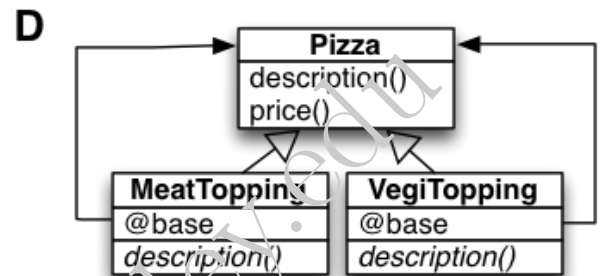 D
Pizza
description()
price()
MeatTopping
@base
description()
VegiTopping
@base
description()